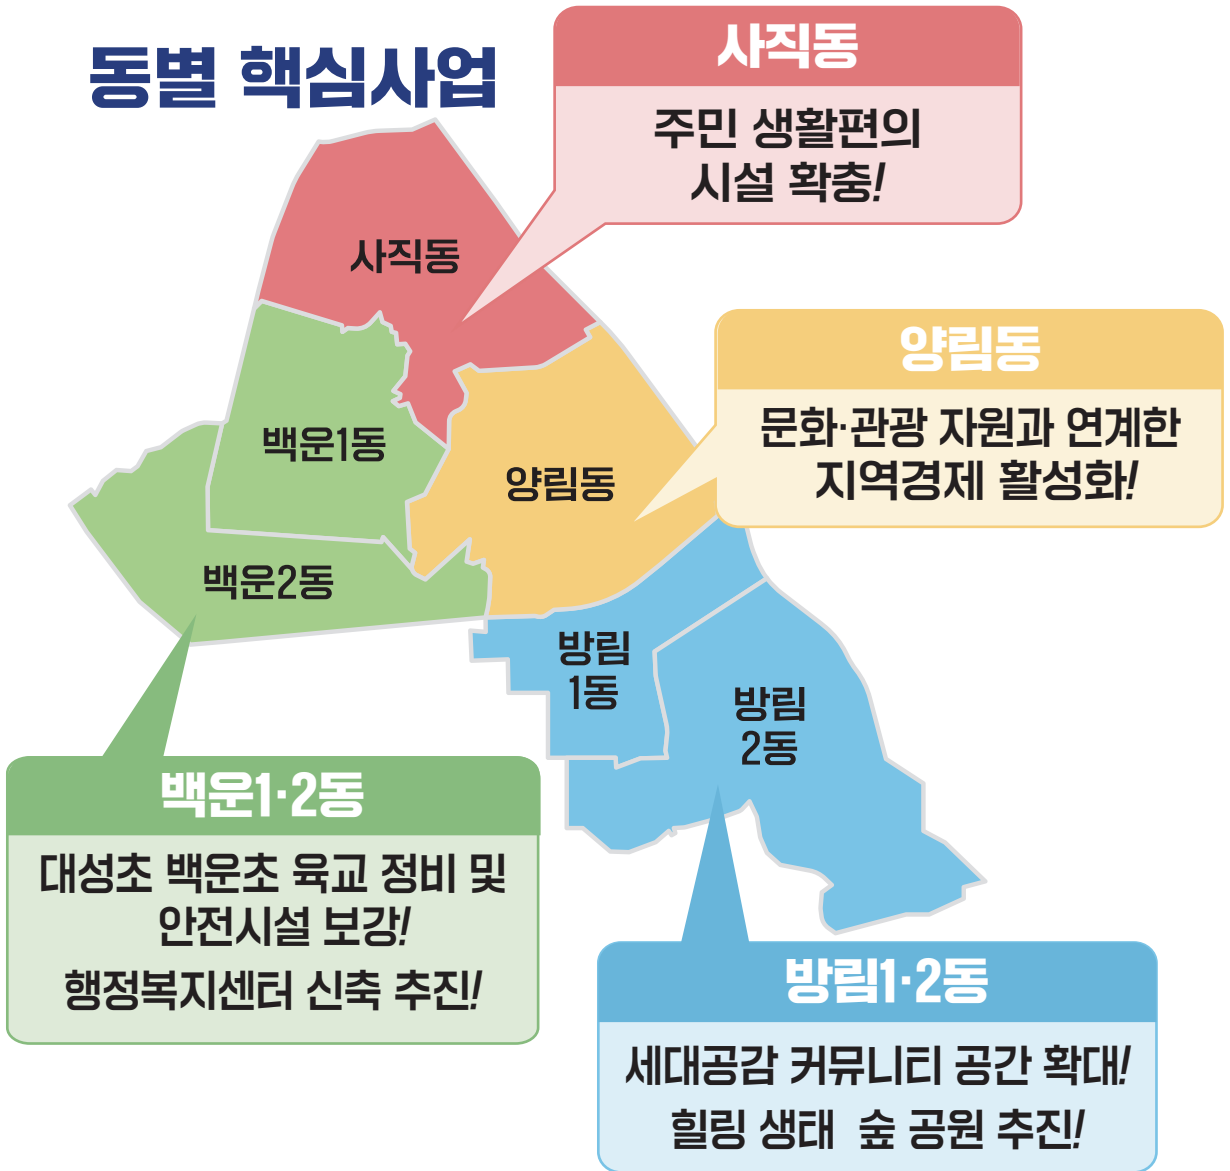 동별 핵심사업
사직동
주민 생활편의
시설 확충!
사직동
양림동
문화·관광 자원과 연계한
지역경제 활성화!
백운1동
양림동
백운2동
방림
1동
방림
2동
백운1·2동
대성초 백운초 육교 정비 및
안전시설 보강!
행정복지센터 신축 추진!
방림1·2동
세대공감 커뮤니티 공간 확대!
힐링 생태 숲 공원 추진!